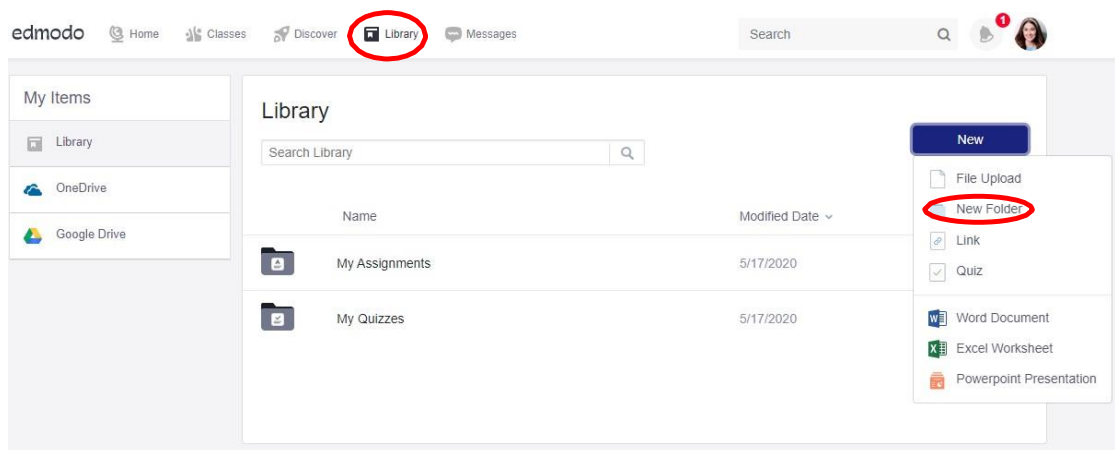 edmodo Home Classes Discover Library Messages Search 1
My Items
Library
OneDrive
Google Drive
Library
Search Library
New
Name Modified Date
My Assignments 5/17/2020
My Quizzes 5/17/2020
File Upload
New Folder
Link
Quiz
Word Document
Excel Worksheet
Powerpoint Presentation